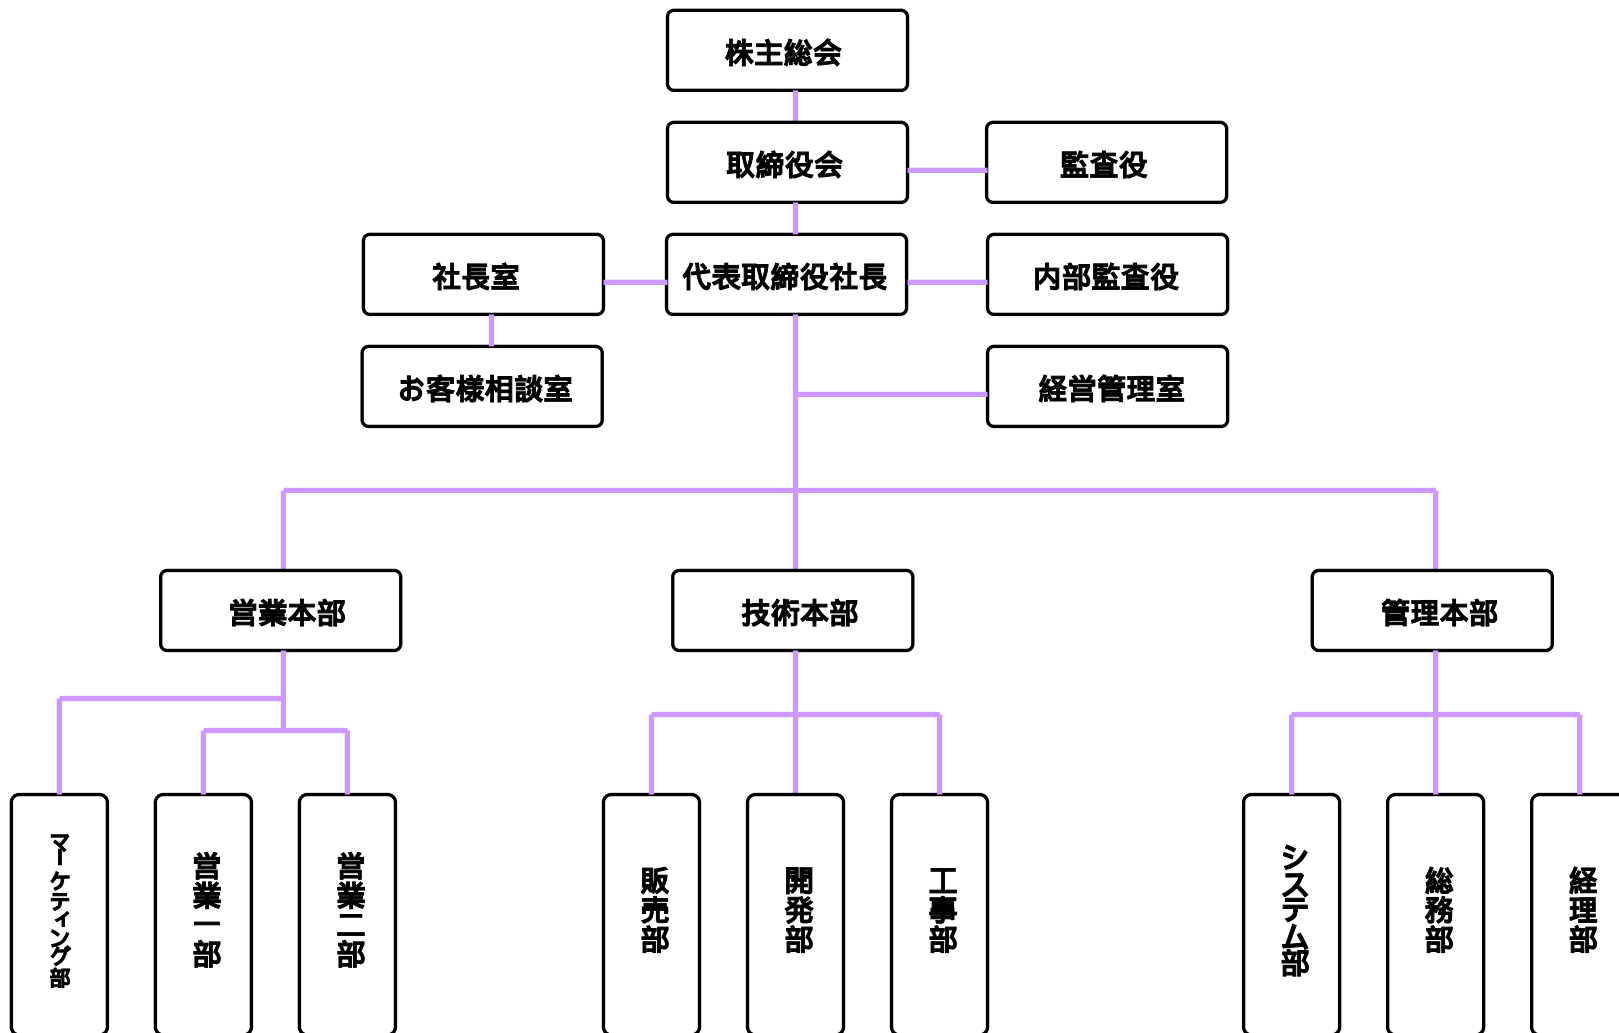 株主総会
取締役会
監査役
社長室
代表取締役社長
内部監査役
お客様相談室
経営管理室
営業本部
技術本部
管理本部
マーケティング部
営業一部
営業二部
販売部
開発部
工事部
システム部
総務部
経理部